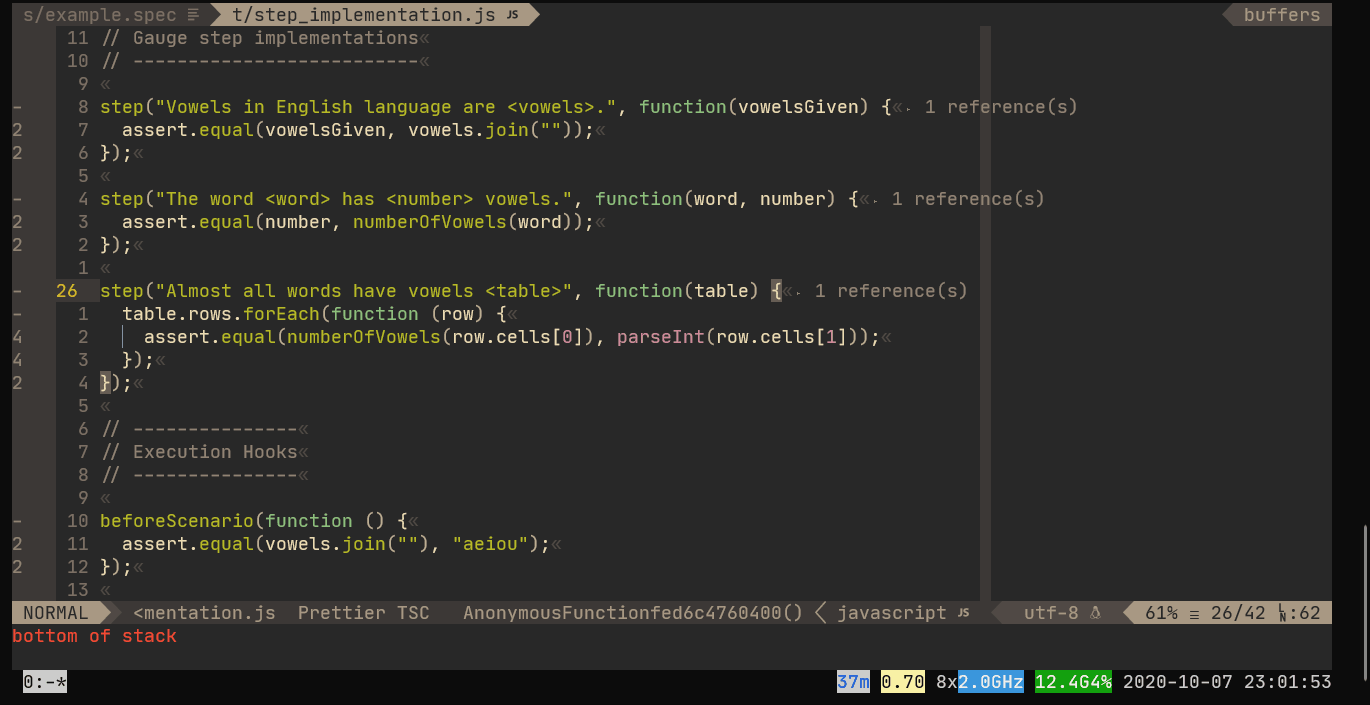 s/example.spec ≡ t/step_implementation.js JS buffers
11 // Gauge step implementations«
10 // --------------------------«
9 «
- 8 step("Vowels in English language are <vowels>.", function(vowelsGiven) {« 1 reference(s)
2 7 assert.equal(vowelsGiven, vowels.join(""));«
2 6 });«
5 «
- 4 step("The word <word> has <number> vowels.", function(word, number) {« 1 reference(s)
2 3 assert.equal(number, numberOfVowels(word));«
2 2 });«
1 «
- 26 step("Almost all words have vowels <table>", function(table) {« 1 reference(s)
- 1 table.rows.forEach(function (row) {«
4 2 │ assert.equal(numberOfVowels(row.cells[0]), parseInt(row.cells[1]));«
4 3 });«
2 4 });«
5 «
6 // ---------------«
7 // Execution Hooks«
8 // ---------------«
9 «
- 10 beforeScenario(function () {«
2 11 assert.equal(vowels.join(""), "aeiou");«
2 12 });«
13 «
NORMAL <mentation.js Prettier TSC AnonymousFunctionfed6c4760400() javascript JS utf-8 61% ≡ 26/42 LN:62
bottom of stack
0:-* 37m 0.70 8x2.0GHz 12.4G4% 2020-10-07 23:01:53